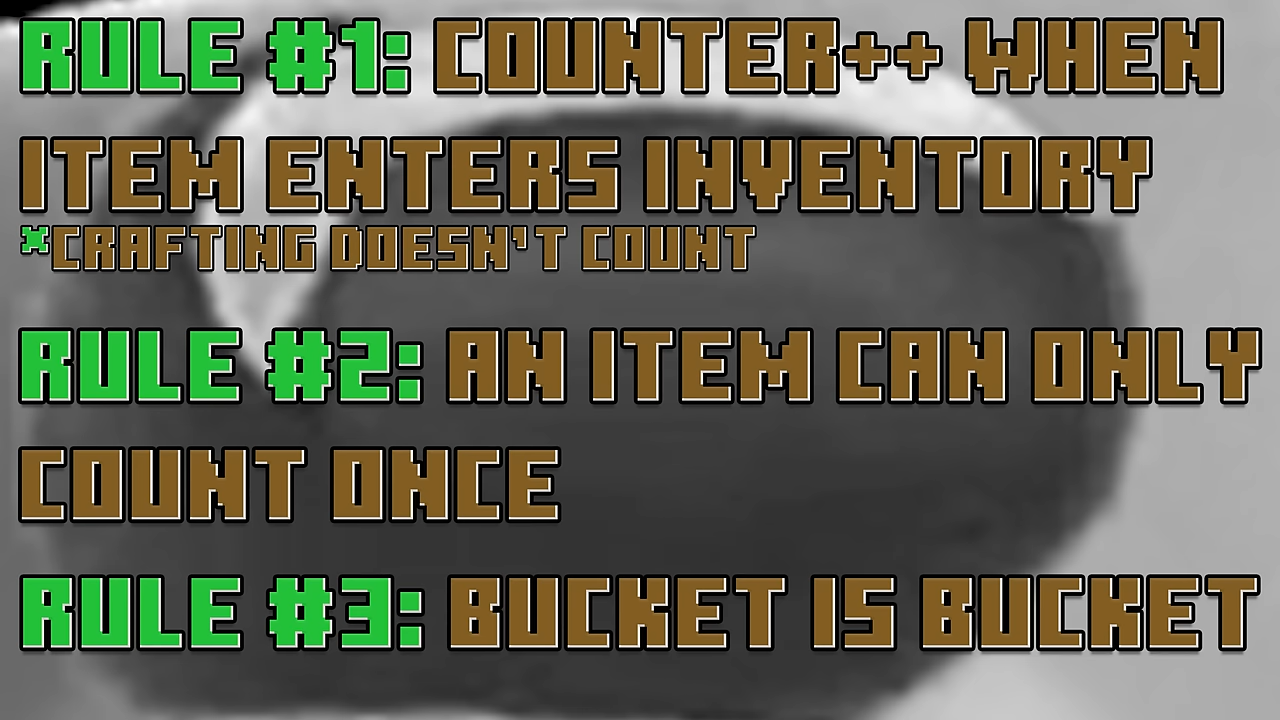 RULE #1: COUNTER++ WHEN
ITEM ENTERS INVENTORY
*CRAFTING DOESN'T COUNT
RULE #2: AN ITEM CAN ONLY
COUNT ONCE
RULE #3: BUCKET IS BUCKET